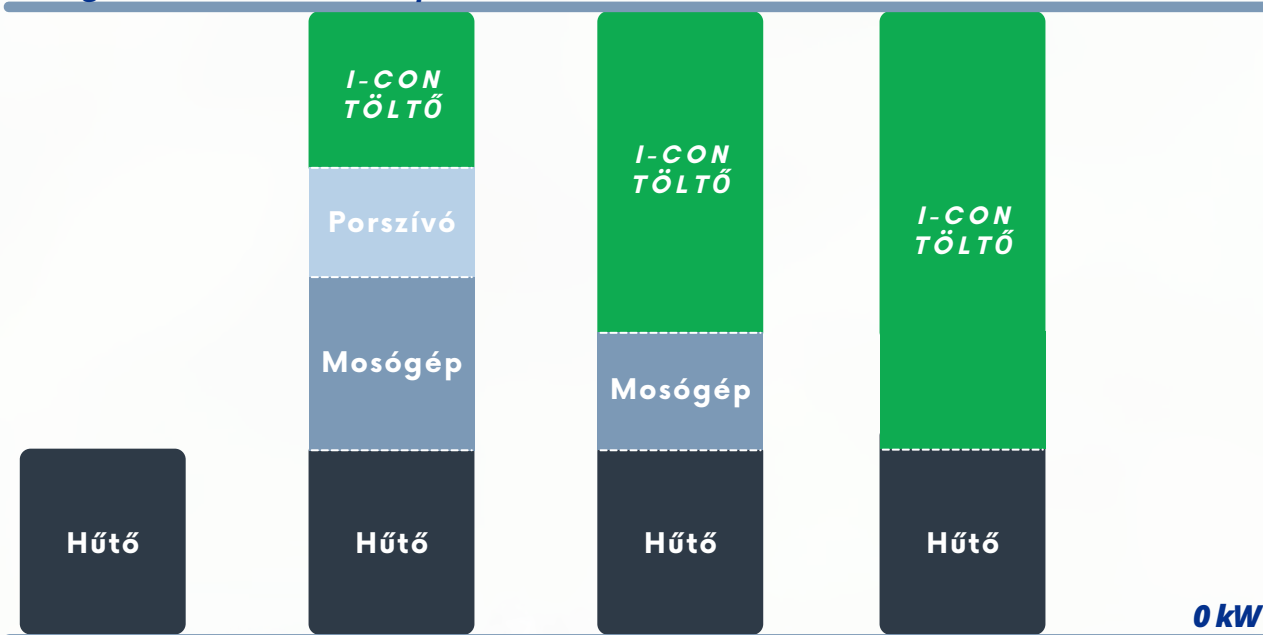 I-CON
TÖLTŐ
I-CON
TÖLTŐ
I-CON
TÖLTŐ
Porszívó
Mosógép
Mosógép
Hűtő
Hűtő
Hűtő
Hűtő
0 kW